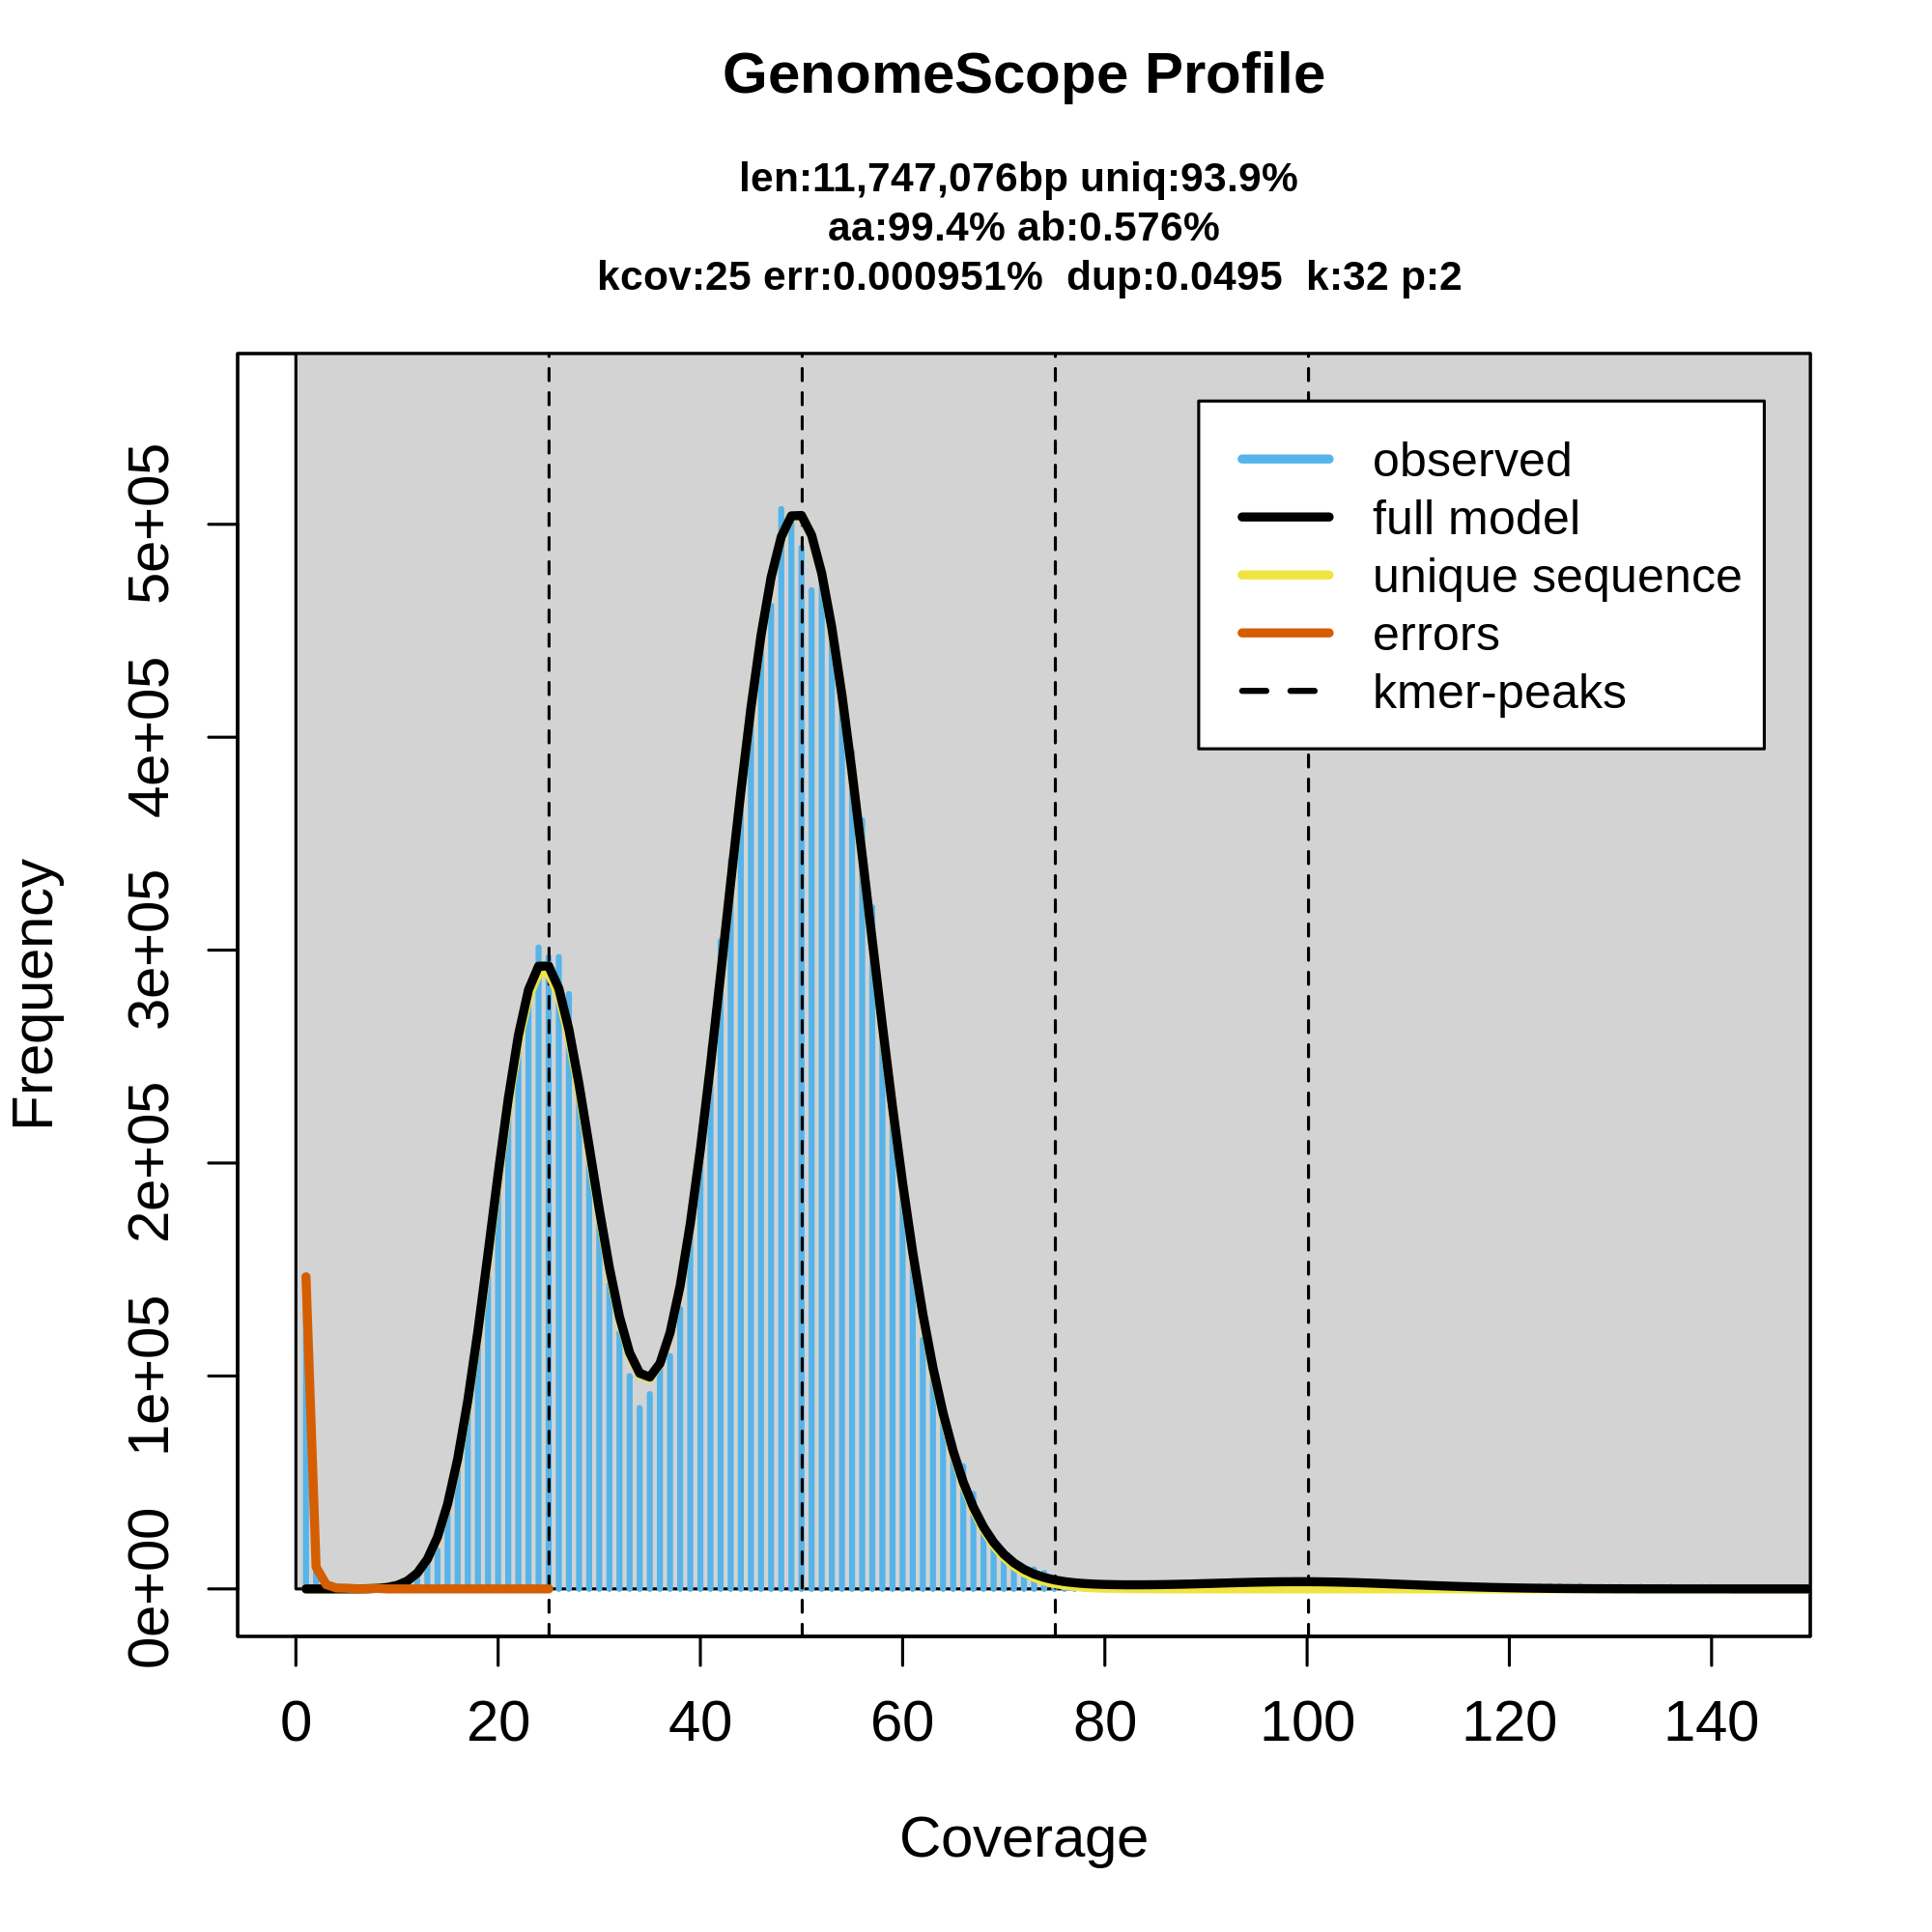 GenomeScope Profile
len:11,747,076bp uniq:93.9%
aa:99.4% ab:0.576%
kcov:25 err:0.000951% dup:0.0495 k:32 p:2
observed
full model
unique sequence
errors
kmer-peaks
Frequency
5e+05
4e+05
3e+05
2e+05
1e+05
0e+00
0 20 40 60 80 100 120 140
Coverage